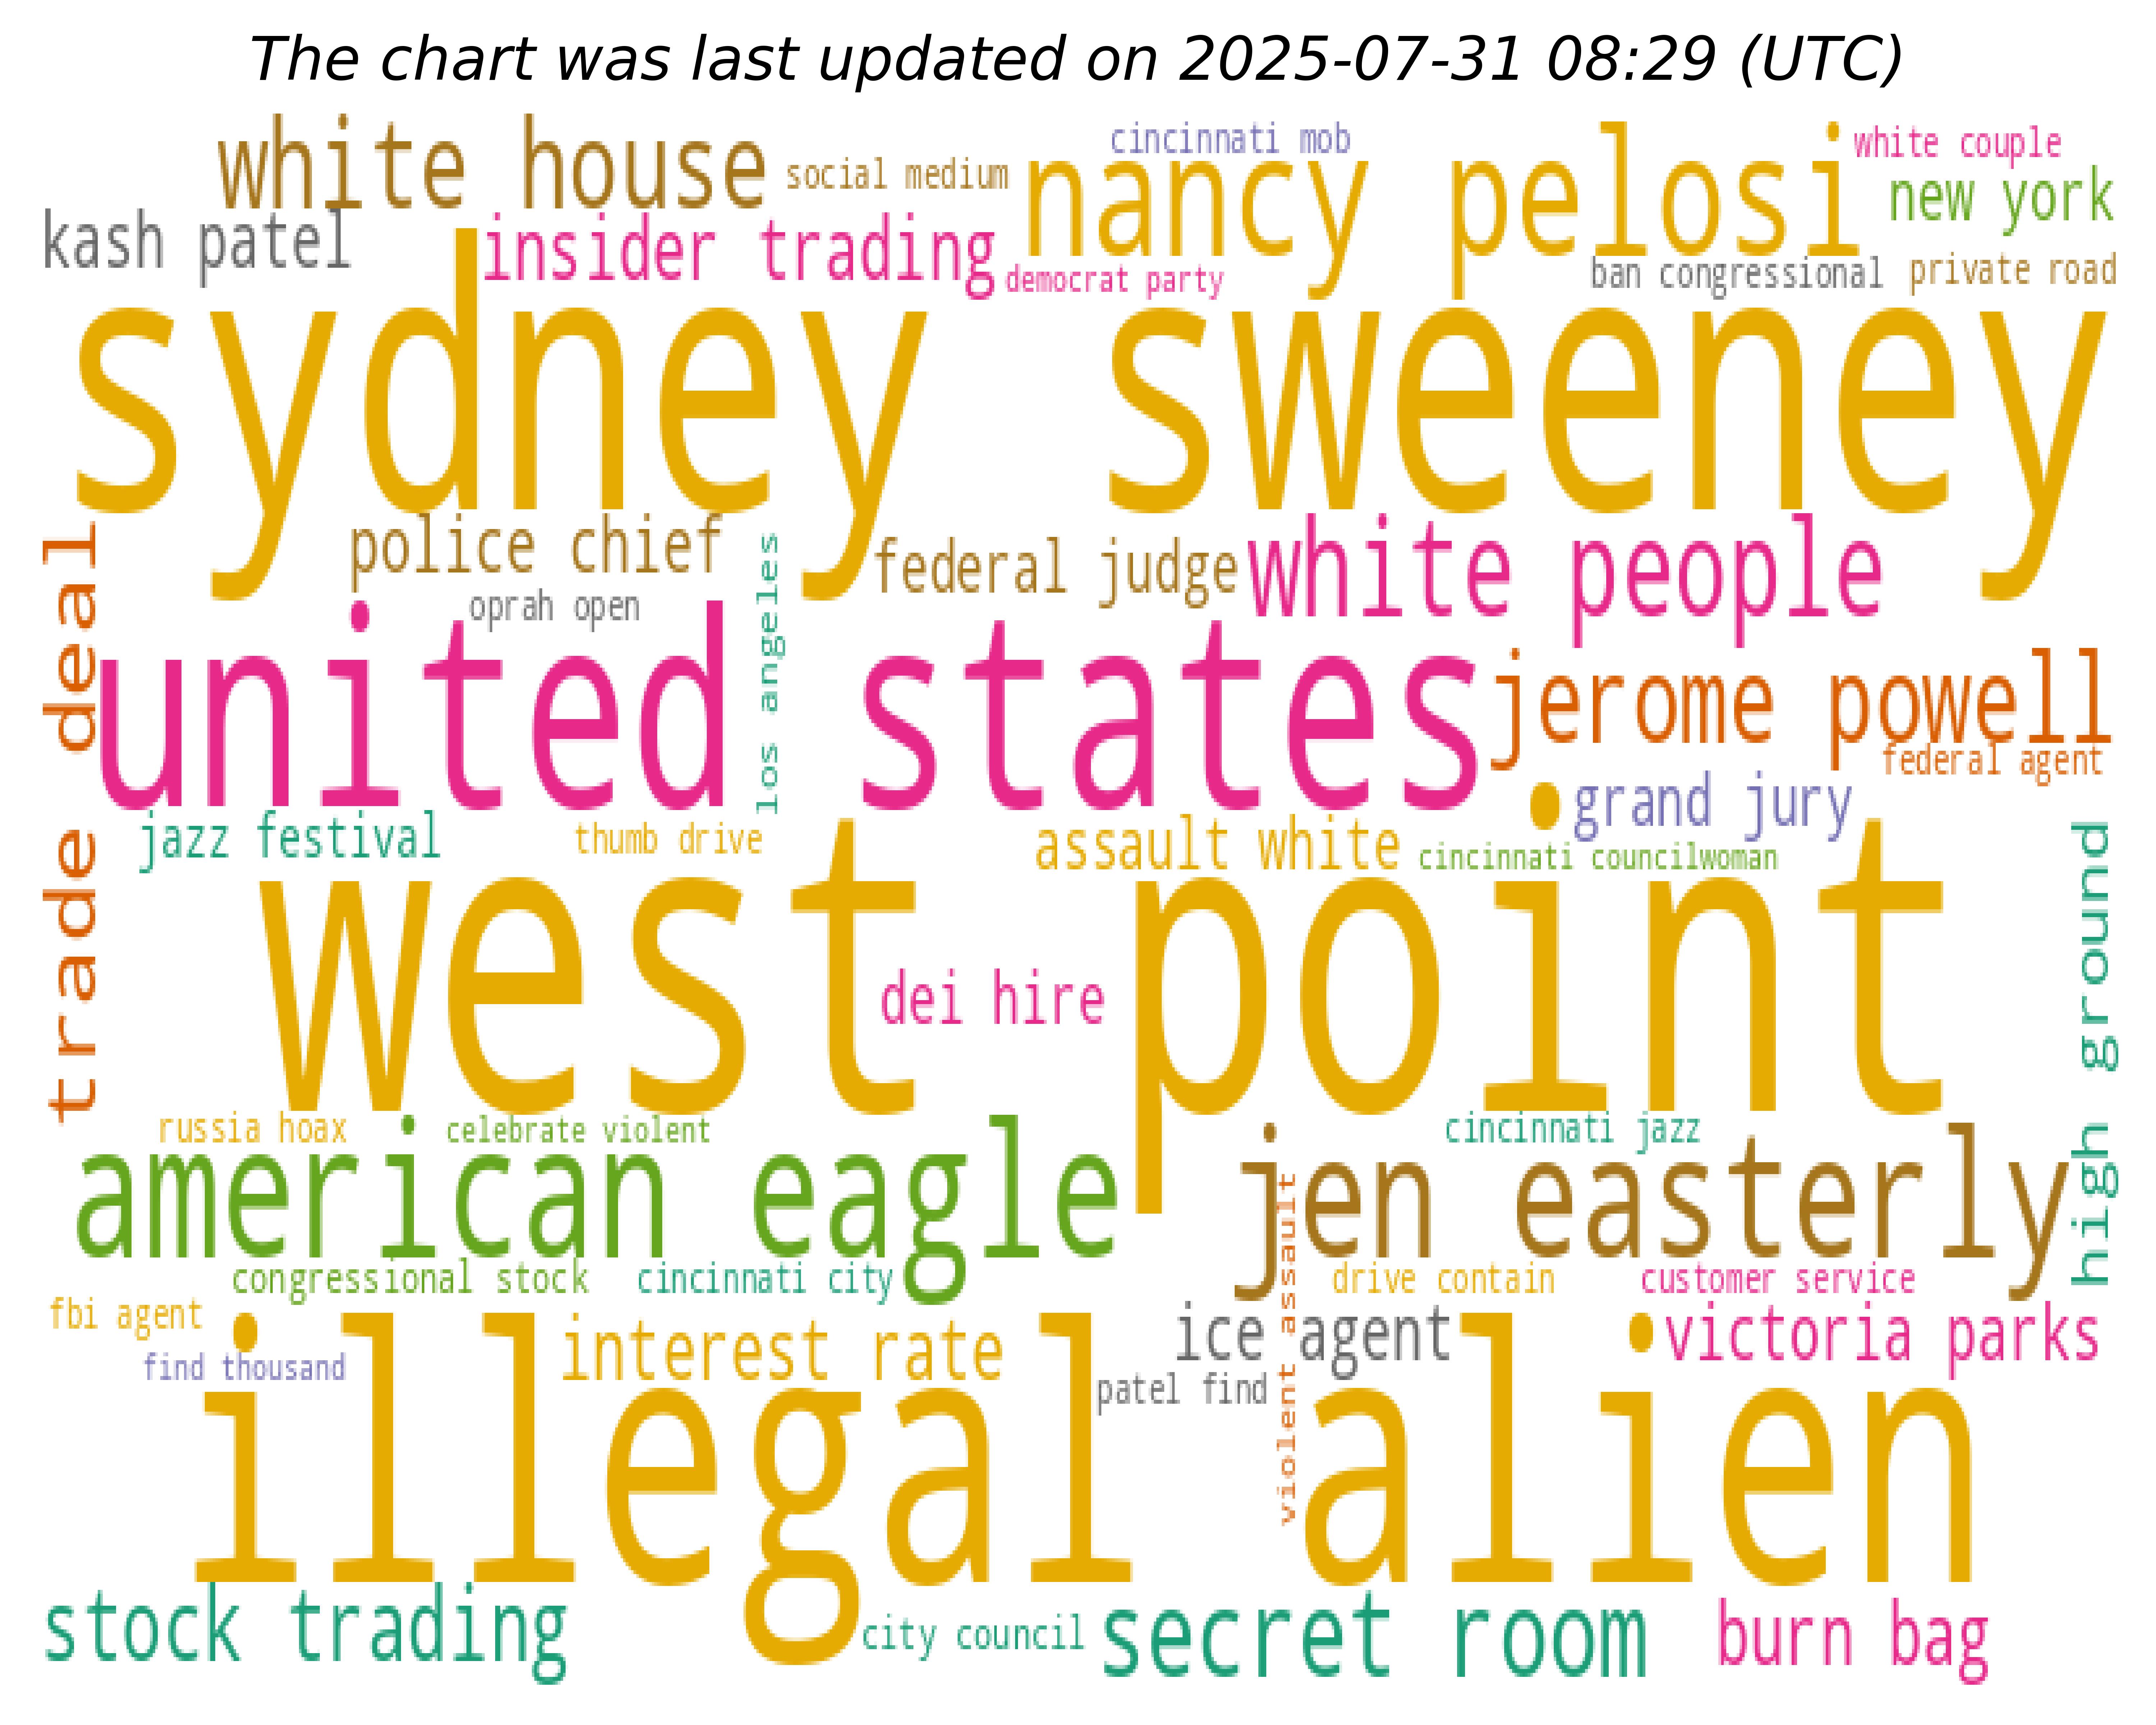 The chart was last updated on 2025-07-31 08:29 (UTC)
white house
social medium
cincinnati mob
nancy pelosi
white couple
new york
kash patel
insider trading
democrat party
ban congressional
private road
sydney sweeney
trade deal
police chief
oprah open
los angeles
federal judge
white people
united states
jerome powell
federal agent
grand jury
jazz festival
thumb drive
assault white
cincinnati councilwoman
high ground
west point
dei hire
russia hoax
celebrate violent
cincinnati jazz
american eagle
jen easterly
violent assault
congressional stock
cincinnati city
drive contain
customer service
fbi agent
find thousand
interest rate
ice agent
victoria parks
patel find
illegal alien
stock trading
city council
secret room
burn bag